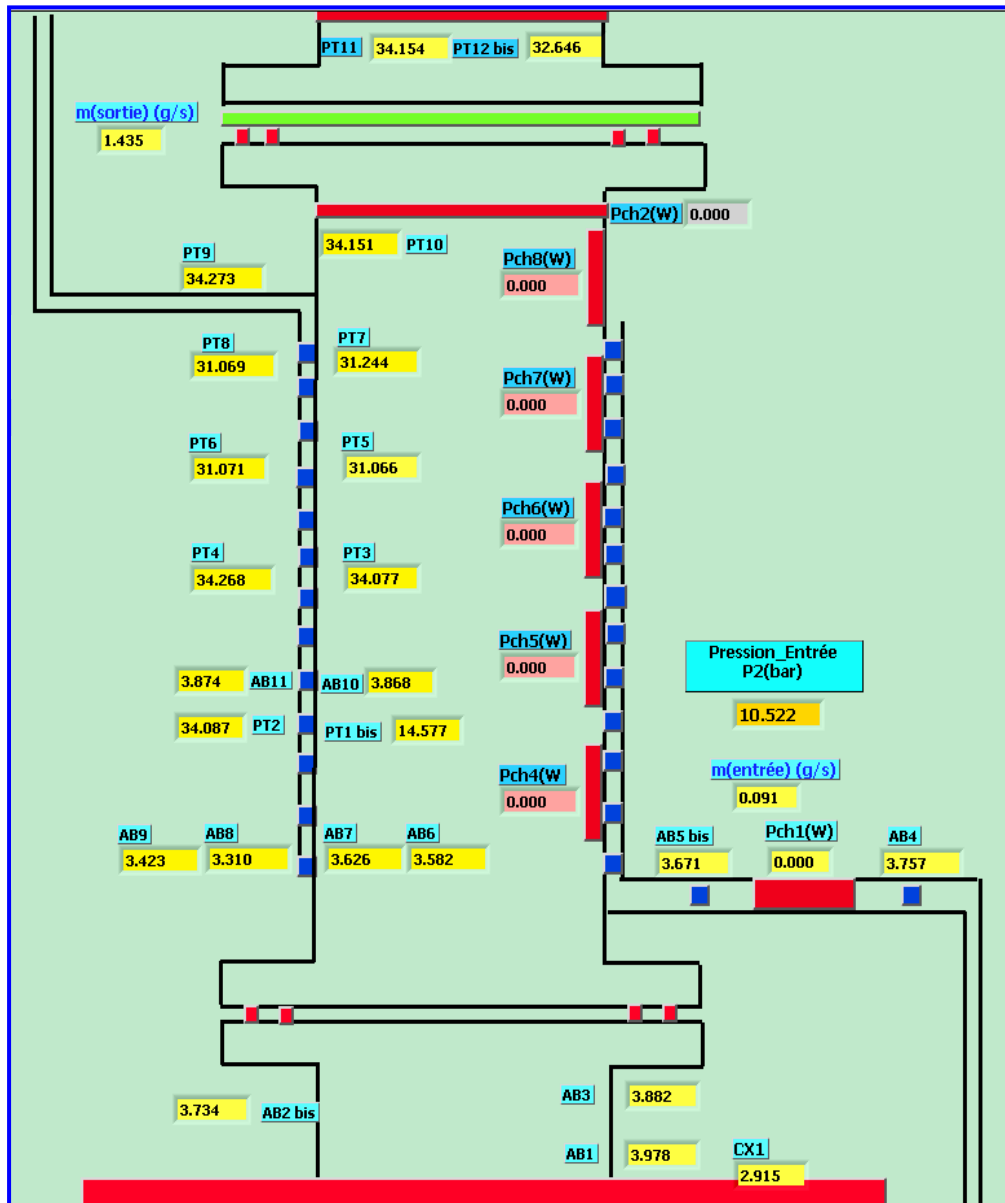 PT11 34.154 PT12 bis 32.646
m(sortie) (g/s)
1.435
Pch2(W) 0.000
34.151 PT10
PT9
34.273
Pch8(W)
0.000
PT8
31.069
PT7
31.244
Pch7(W)
0.000
PT6
31.071
PT5
31.066
Pch6(W)
0.000
PT4
34.268
PT3
34.077
Pch5(W)
0.000
Pression_Entrée
P2(bar)
10.522
3.874 AB11 AB10 3.868
34.087 PT2 PT1 bis 14.577
Pch4(W
0.000
m(entrée) (g/s)
0.091
AB9 AB8 AB7 AB6
3.423 3.310 3.626 3.582
AB5 bis Pch1(W) AB4
3.671 0.000 3.757
3.734 AB2 bis
AB3 3.882
AB1 3.978
CX1
2.915